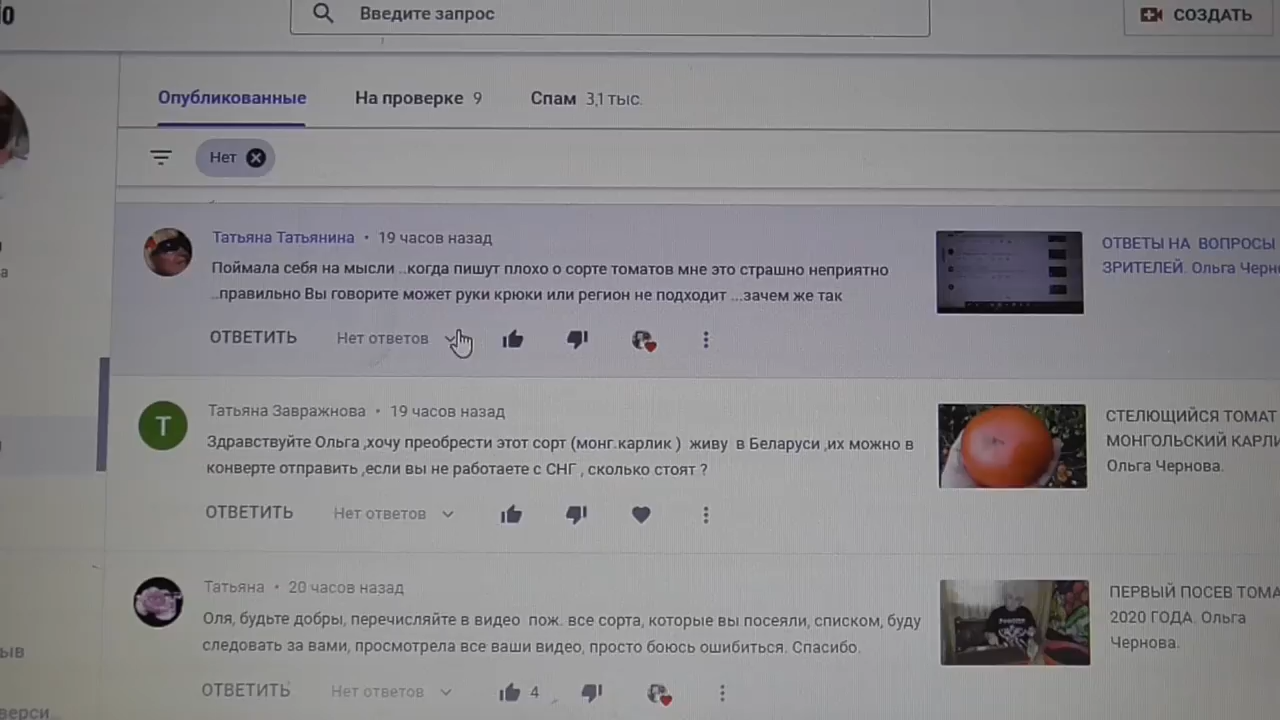 Введите запрос
СОЗДАТЬ
Опубликованные На проверке 9 Спам 3,1 тыс.
Нет
Татьяна Татьянина • 19 часов назад
Поймала себя на мысли ..когда пишут плохо о сорте томатов мне это страшно неприятно
..правильно Вы говорите может руки крюки или регион не подходит ...зачем же так
ОТВЕТИТЬ Нет ответов
ОТВЕТЫ НА ВОПРОСЫ
ЗРИТЕЛЕЙ. Ольга Черн
Татьяна Завражнова • 19 часов назад
Здравствуйте Ольга ,хочу преобрести этот сорт (монг.карлик ) живу в Беларуси ,их можно в
конверте отправить ,если вы не работаете с СНГ , сколько стоят ?
Т
ОТВЕТИТЬ Нет ответов
СТЕЛЮЩИЙСЯ ТОМАТ
МОНГОЛЬСКИЙ КАРЛИ
Ольга Чернова.
Татьяна • 20 часов назад
Оля, будьте добры, перечисляйте в видео пож. все сорта, которые вы посеяли, списком, буду
следовать за вами, просмотрела все ваши видео, просто боюсь ошибиться. Спасибо.
ОТВЕТИТЬ Нет ответов 4
ПЕРВЫЙ ПОСЕВ ТОМА
2020 ГОДА. Ольга
Чернова.